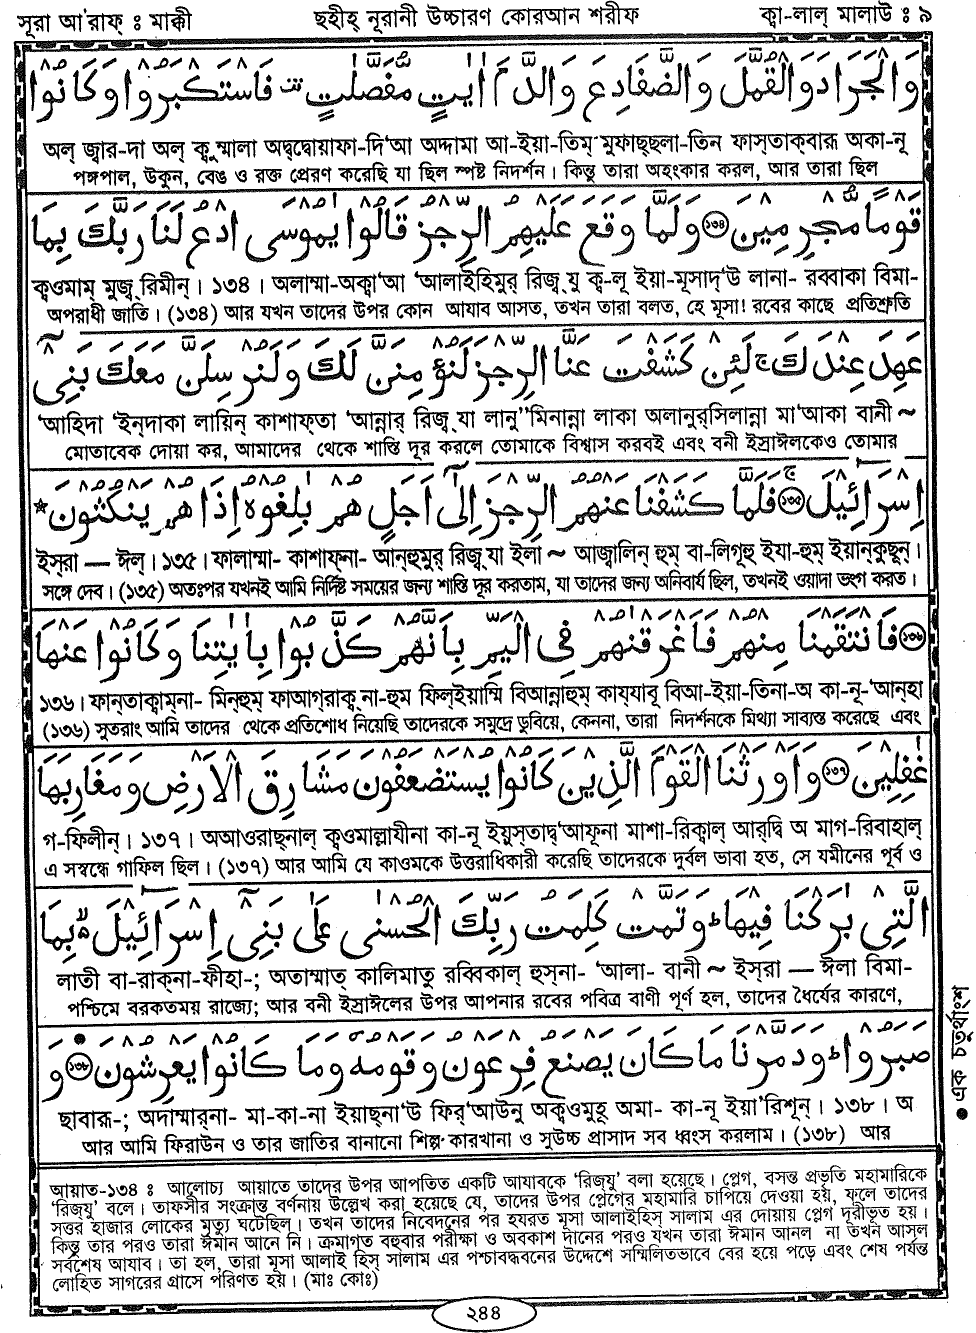 সূরা আ'রাফ ঃ মাক্কী ছহীহ্ নূরানী উচ্চারণ কোরআন শরীফ ক্বা-লাল্ মালাউ ঃ ৯
وَالْجَرَادَ وَالْقُمَّلَ وَالضَّفَادِعَ وَالدَّمَ اٰيٰتٍ مُّفَصَّلٰتٍ فَاسْتَكْبَرُوْا وَكَانُوْا
অল্ জ্বার-দা অল্ ক্বুম্মালা অদ্বদ্বোয়াফা-দি'আ অদ্দামা আ-ইয়া-তিম্ মুফাছ্ছলা-তিন ফাস্তাক্বারূ অকা-নূ
পঙ্গপাল, উকুন, বেঙ ও রক্ত প্রেরণ করেছি যা ছিল স্পষ্ট নিদর্শন। কিন্তু তারা অহংকার করল, আর তারা ছিল
قَوْمًا مُّجْرِمِيْنَ ۝١٣٤ وَلَمَّا وَقَعَ عَلَيْهِمُ الرِّجْزُ قَالُوْا يٰمُوْسَى ادْعُ لَنَا رَبَّكَ بِمَا
ক্বওমাম্ মুজ্ব্রিমীন্। ১৩৪। অলাম্মা-অক্বা'আ 'আলাইহিমুর্ রিজ্ব্যু ক্ব-লূ ইয়া-মূসাদ্'উ লানা- রব্বাকা বিমা-
অপরাধী জাতি। (১৩৪) আর যখন তাদের উপর কোন আযাব আসত, তখন তারা বলত, হে মূসা! রবের কাছে প্রতিশ্রুতি
عَهِدَ عِنْدَكَ ۚ لَئِنْ كَشَفْتَ عَنَّا الرِّجْزَ لَنُؤْمِنَنَّ لَكَ وَلَنُرْسِلَنَّ مَعَكَ بَنِيْٓ
'আহিদা 'ইন্দাকা লায়িন্ কাশাফ্তা 'আন্নার্ রিজ্ব্যা লানু"মিনান্না লাকা অলানুর্সিলান্না মা'আকা বানী ~
মোতাবেক দোয়া কর, আমাদের থেকে শাস্তি দূর করলে তোমাকে বিশ্বাস করবই এবং বনী ইস্রাঈলকেও তোমার
اِسْرَآئِيْلَ ۝١٣٥ۚ فَلَمَّا كَشَفْنَا عَنْهُمُ الرِّجْزَ اِلٰٓى اَجَلٍ هُمْ بٰلِغُوْهُ اِذَا هُمْ يَنْكُثُوْنَ *
ইস্রা — ঈল্। ১৩৫। ফালাম্মা- কাশাফ্না- আন্হুমুর্ রিজ্ব্যা ইলা ~ আজ্বালিন্ হুম্ বা-লিগূহু ইযা-হুম্ ইয়ান্কুছূন্।
সঙ্গে দেব। (১৩৫) অতঃপর যখনই আমি নির্দিষ্ট সময়ের জন্য শাস্তি দূর করতাম, যা তাদের জন্য অনিবার্য ছিল, তখনই ওয়াদা ভংগ করত।
۝١٣٦ فَانْتَقَمْنَا مِنْهُمْ فَاَغْرَقْنٰهُمْ فِى الْيَمِّ بِاَنَّهُمْ كَذَّبُوْا بِاٰيٰتِنَا وَكَانُوْا عَنْهَا
১৩৬। ফান্তাক্বাম্না- মিন্হুম্ ফাআগ্রাক্ব্না-হুম ফিল্ইয়াম্মি বিআন্নাহুম্ কায্যাবূ বিআ-ইয়া-তিনা-অ কা-নূ-'আন্হা
(১৩৬) সুতরাং আমি তাদের থেকে প্রতিশোধ নিয়েছি তাদেরকে সমুদ্রে ডুবিয়ে, কেননা, তারা নিদর্শনকে মিথ্যা সাব্যস্ত করেছে এবং
غٰفِلِيْنَ ۝١٣٧ وَاَوْرَثْنَا الْقَوْمَ الَّذِيْنَ كَانُوْا يُسْتَضْعَفُوْنَ مَشَارِقَ الْاَرْضِ وَمَغَارِبَهَا
গ-ফিলীন্। ১৩৭। অআওরাছ্নাল্ ক্বওমাল্লাযীনা কা-নূ ইয়ুস্তাদ্ব্'আফূনা মাশা-রিক্বাল্ আর্দ্বি অ মাগ-রিবাহাল্
এ সম্বন্ধে গাফিল ছিল। (১৩৭) আর আমি যে কাওমকে উত্তরাধিকারী করেছি তাদেরকে দুর্বল ভাবা হত, সে যমীনের পূর্ব ও
الَّتِيْ بٰرَكْنَا فِيْهَا ؕ وَتَمَّتْ كَلِمَتُ رَبِّكَ الْحُسْنٰى عَلٰى بَنِيْٓ اِسْرَآئِيْلَ ۙ بِمَا
লাতী বা-রাক্না-ফীহা-; অতাম্মাত্ কালিমাতু রব্বিকাল্ হুস্না- 'আলা- বানী ~ ইস্রা — ঈলা বিমা-
পশ্চিমে বরকতময় রাজ্যে; আর বনী ইস্রাঈলের উপর আপনার রবের পবিত্র বাণী পূর্ণ হল, তাদের ধৈর্যের কারণে,
صَبَرُوْا ؕ وَدَمَّرْنَا مَا كَانَ يَصْنَعُ فِرْعَوْنُ وَقَوْمُهٗ وَمَا كَانُوْا يَعْرِشُوْنَ ۝١٣٨ وَ
ছাবারূ-; অদাম্মার্না- মা-কা-না ইয়াছ্না'উ ফির্'আউনু অক্বওমুহূ অমা- কা-নূ ইয়া'রিশূন্। ১৩৮। অ
আর আমি ফিরাউন ও তার জাতির বানানো শিল্প কারখানা ও সুউচ্চ প্রাসাদ সব ধ্বংস করলাম। (১৩৮) আর
● এক চতুর্থাংশ
আয়াত-১৩৪ ঃ আলোচ্য আয়াতে তাদের উপর আপতিত একটি আযাবকে 'রিজ্যু' বলা হয়েছে। প্লেগ, বসন্ত প্রভৃতি মহামারিকে
'রিজ্যু' বলে। তাফসীর সংক্রান্ত বর্ণনায় উল্লেখ করা হয়েছে যে, তাদের উপর প্লেগের মহামারি চাপিয়ে দেওয়া হয়, ফলে তাদের
সত্তর হাজার লোকের মৃত্যু ঘটেছিল। তখন তাদের নিবেদনের পর হযরত মূসা আলাইহিস্ সালাম এর দোয়ায় প্লেগ দূরীভূত হয়।
কিন্তু তার পরও তারা ঈমান আনে নি। ক্রমাগত বহুবার পরীক্ষা ও অবকাশ দানের পরও যখন তারা ঈমান আনল না তখন আস্ল
সর্বশেষ আযাব। তা হল, তারা মূসা আলাই হিস্ সালাম এর পশ্চাবদ্ধবনের উদ্দেশে সম্মিলিতভাবে বের হয়ে পড়ে এবং শেষ পর্যন্ত
লোহিত সাগরের গ্রাসে পরিণত হয়। (মাঃ কোঃ)
২৪৪